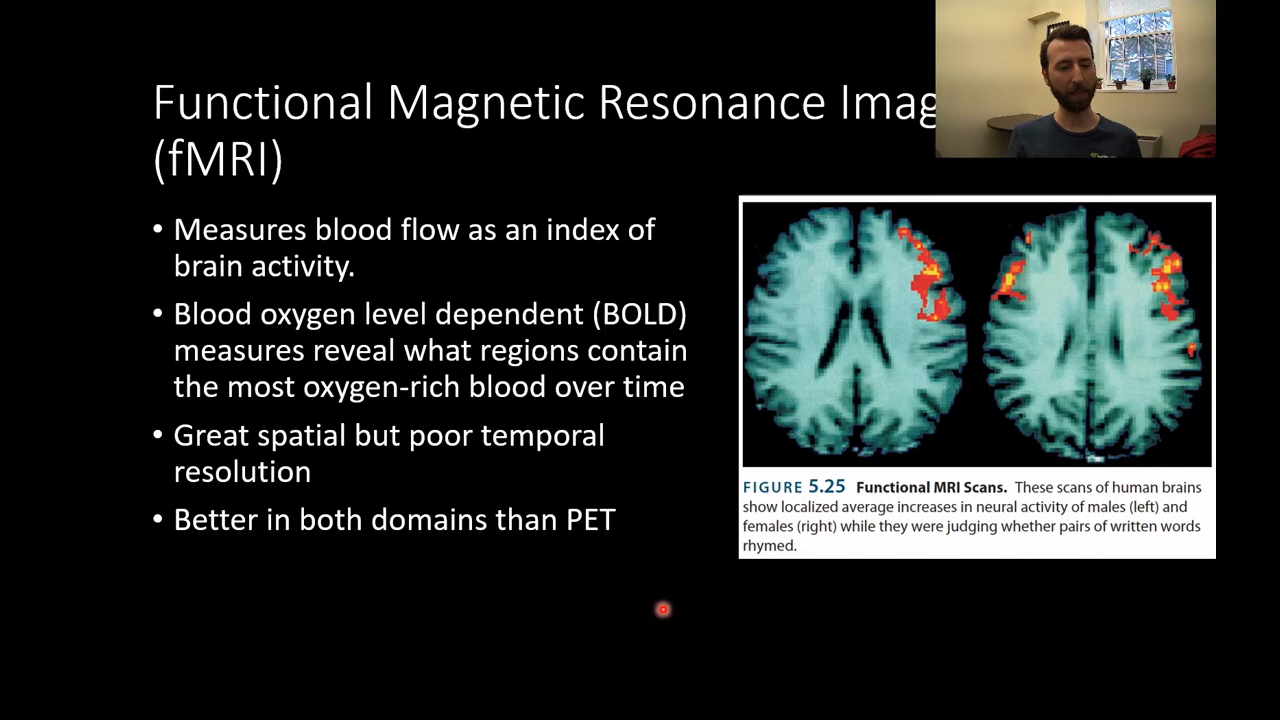 Functional Magnetic Resonance Imag
(fMRI)
• Measures blood flow as an index of
brain activity.
• Blood oxygen level dependent (BOLD)
measures reveal what regions contain
the most oxygen-rich blood over time
• Great spatial but poor temporal
resolution
• Better in both domains than PET
FIGURE 5.25 Functional MRI Scans. These scans of human brains
show localized average increases in neural activity of males (left) and
females (right) while they were judging whether pairs of written words
rhymed.